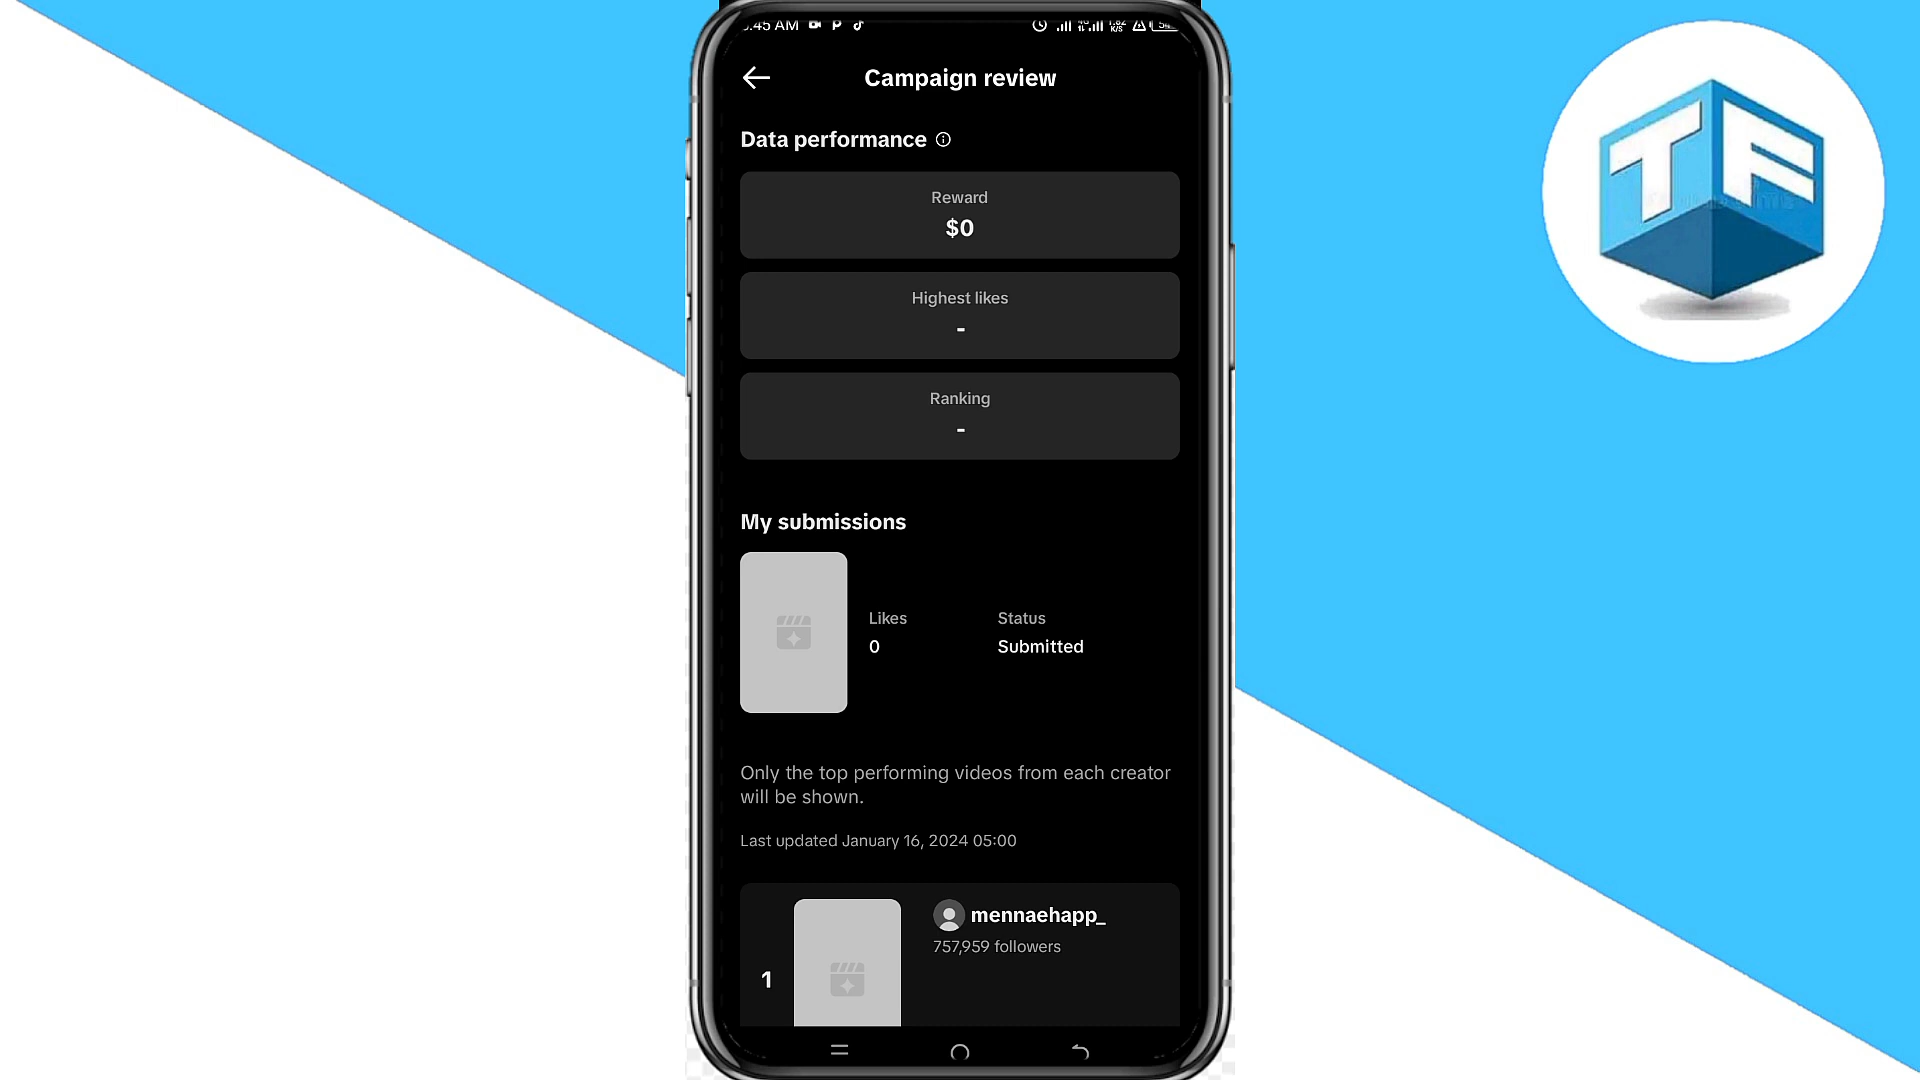 :45 AM
Campaign review
Data performance
Reward
$0
Highest likes
-
Ranking
-
My submissions
Likes
Status
0
Submitted
Only the top performing videos from each creator
will be shown.
Last updated January 16, 2024 05:00
mennaehapp_
757,959 followers
1
TF